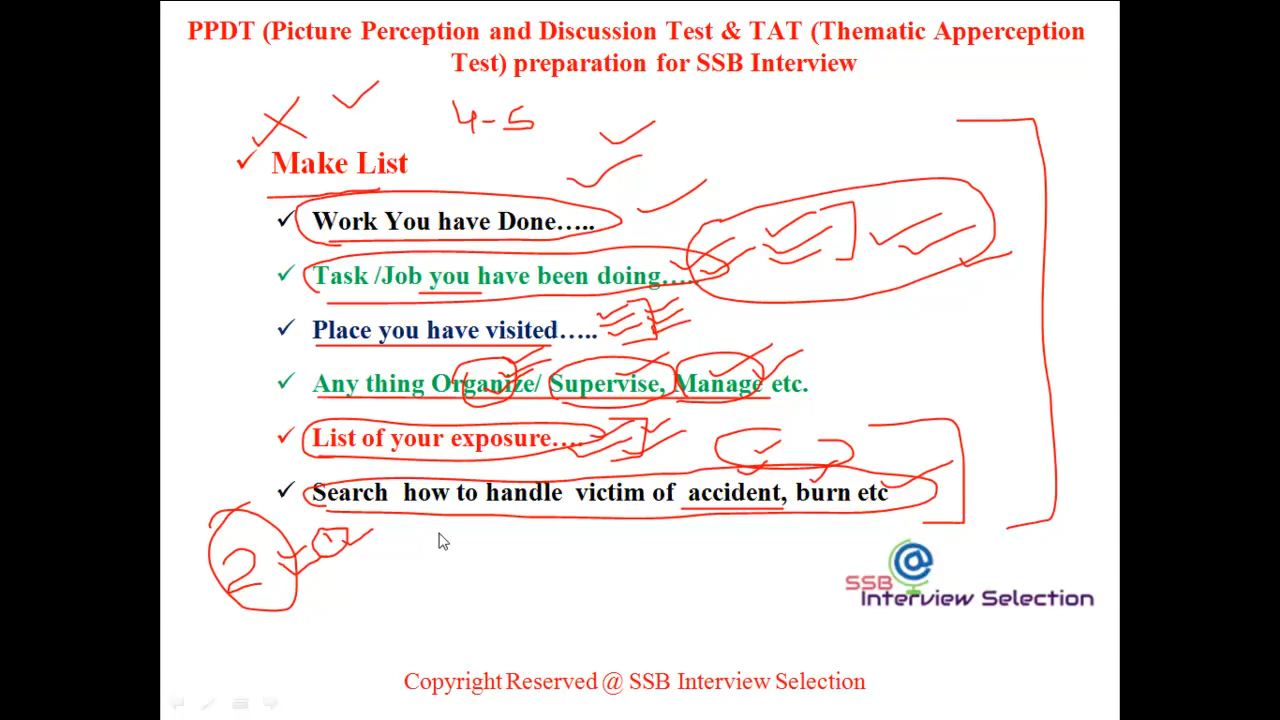 PPDT (Picture Perception and Discussion Test & TAT (Thematic Apperception
Test) preparation for SSB Interview
4-5
Make List
Work You have Done…..
Task /Job you have been doing…..
Place you have visited…..
Any thing Organize/ Supervise, Manage etc.
List of your exposure….
Search how to handle victim of accident, burn etc
2
SSB
Interview Selection
Copyright Reserved @ SSB Interview Selection